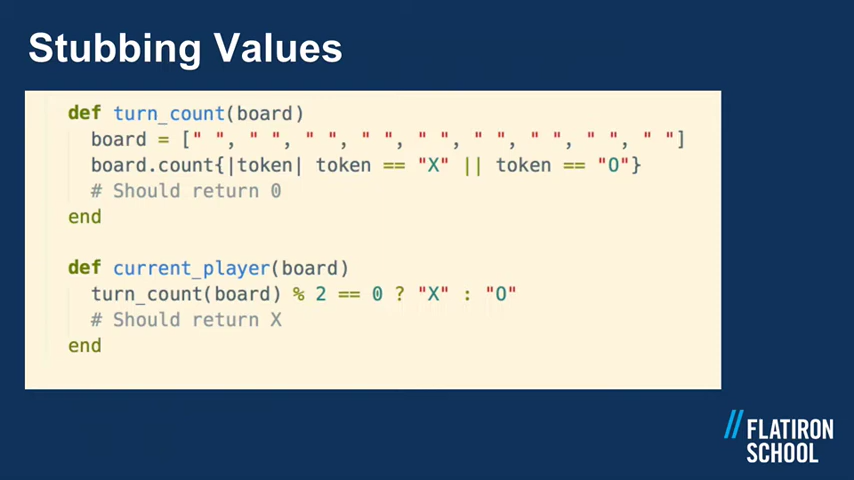 Stubbing Values
def turn_count(board)
board = [" ", " ", " ", " ", " ", " ", " ", " ", " "]
board.count{|token| token == "X" || token == "O"}
# Should return 0
end
def current_player(board)
turn_count(board) % 2 == 0 ? "X" : "O"
# Should return X
end
// FLATIRON
SCHOOL